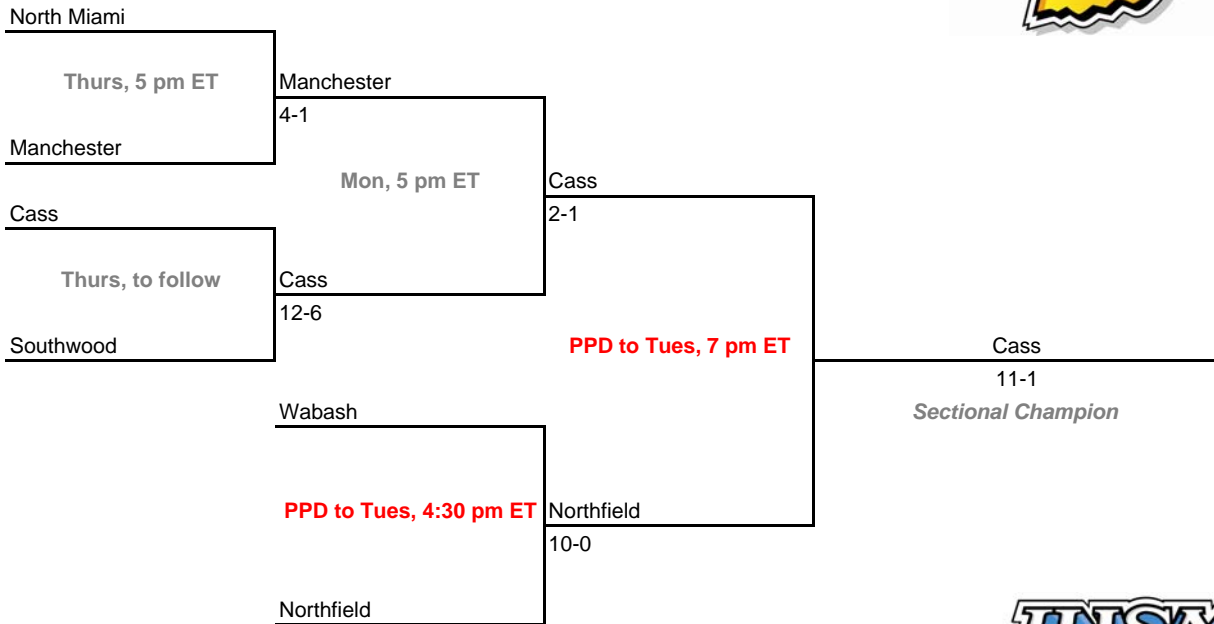 North Miami
Thurs, 5 pm ET
Manchester
4-1
Manchester
Mon, 5 pm ET
Cass
2-1
Cass
Thurs, to follow
Cass
12-6
Southwood
PPD to Tues, 7 pm ET
Cass
11-1
Sectional Champion
Wabash
PPD to Tues, 4:30 pm ET
Northfield
10-0
Northfield